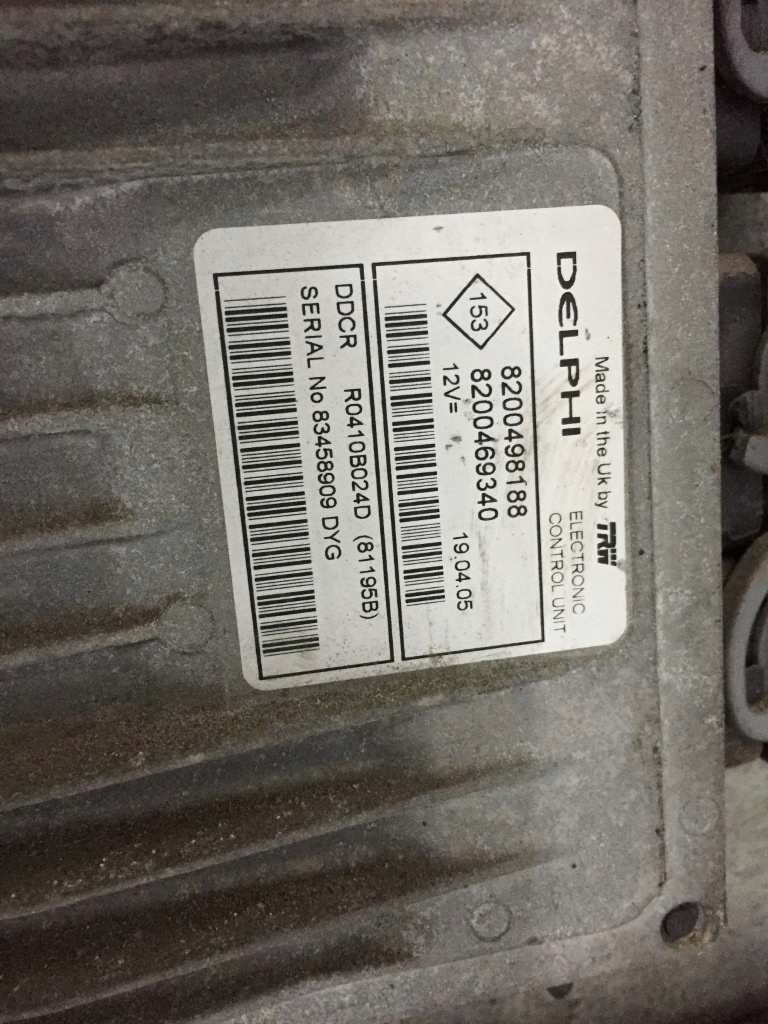 Made in the Uk by TRW
DELPHI
ELECTRONIC
CONTROL UNIT
153
8200498188
8200469340
12V=
19.04.05
DDCR R0410B024D (81195B)
SERIAL No 83458909 DYG